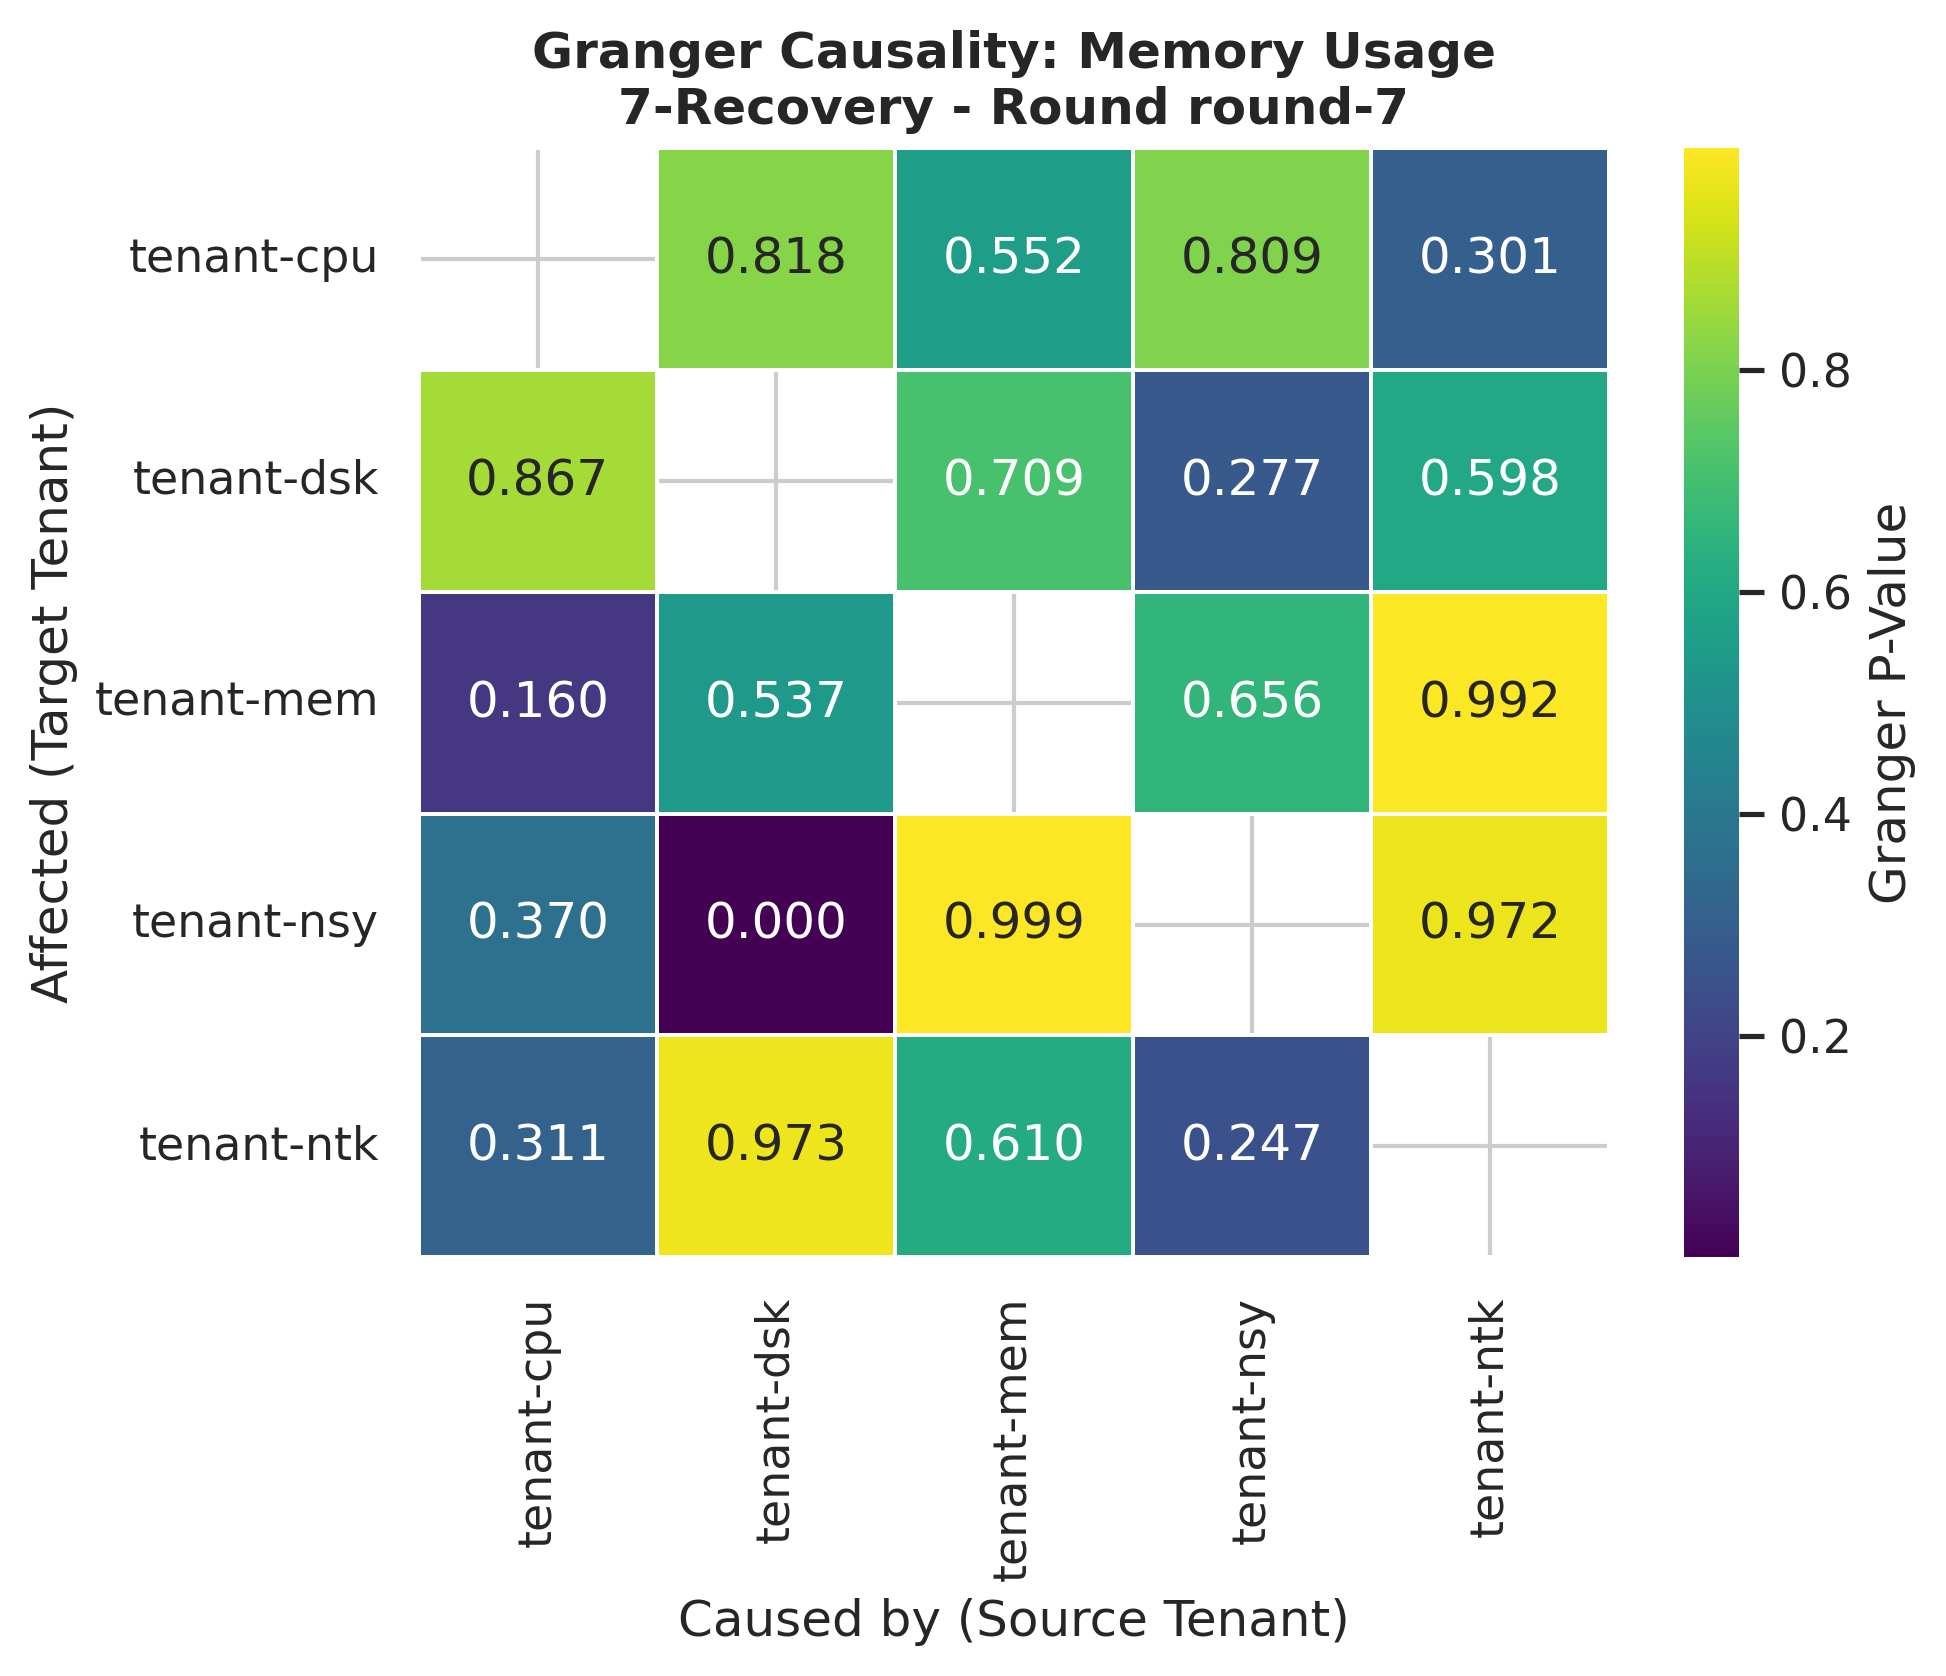 Granger Causality: Memory Usage
7-Recovery - Round round-7
Affected (Target Tenant)
tenant-cpu 0.818 0.552 0.809 0.301
tenant-dsk 0.867 0.709 0.277 0.598
tenant-mem 0.160 0.537 0.656 0.992
tenant-nsy 0.370 0.000 0.999 0.972
tenant-ntk 0.311 0.973 0.610 0.247
tenant-cpu
tenant-dsk
tenant-mem
tenant-nsy
tenant-ntk
Caused by (Source Tenant)
0.8
0.6
0.4
0.2
Granger P-Value